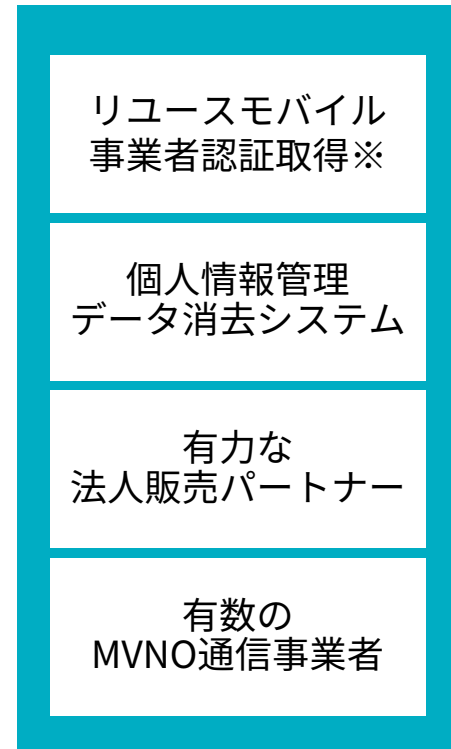 リユースモバイル
事業者認証取得※
個人情報管理
データ消去システム
有力な
法人販売パートナー
有数の
MVNO通信事業者